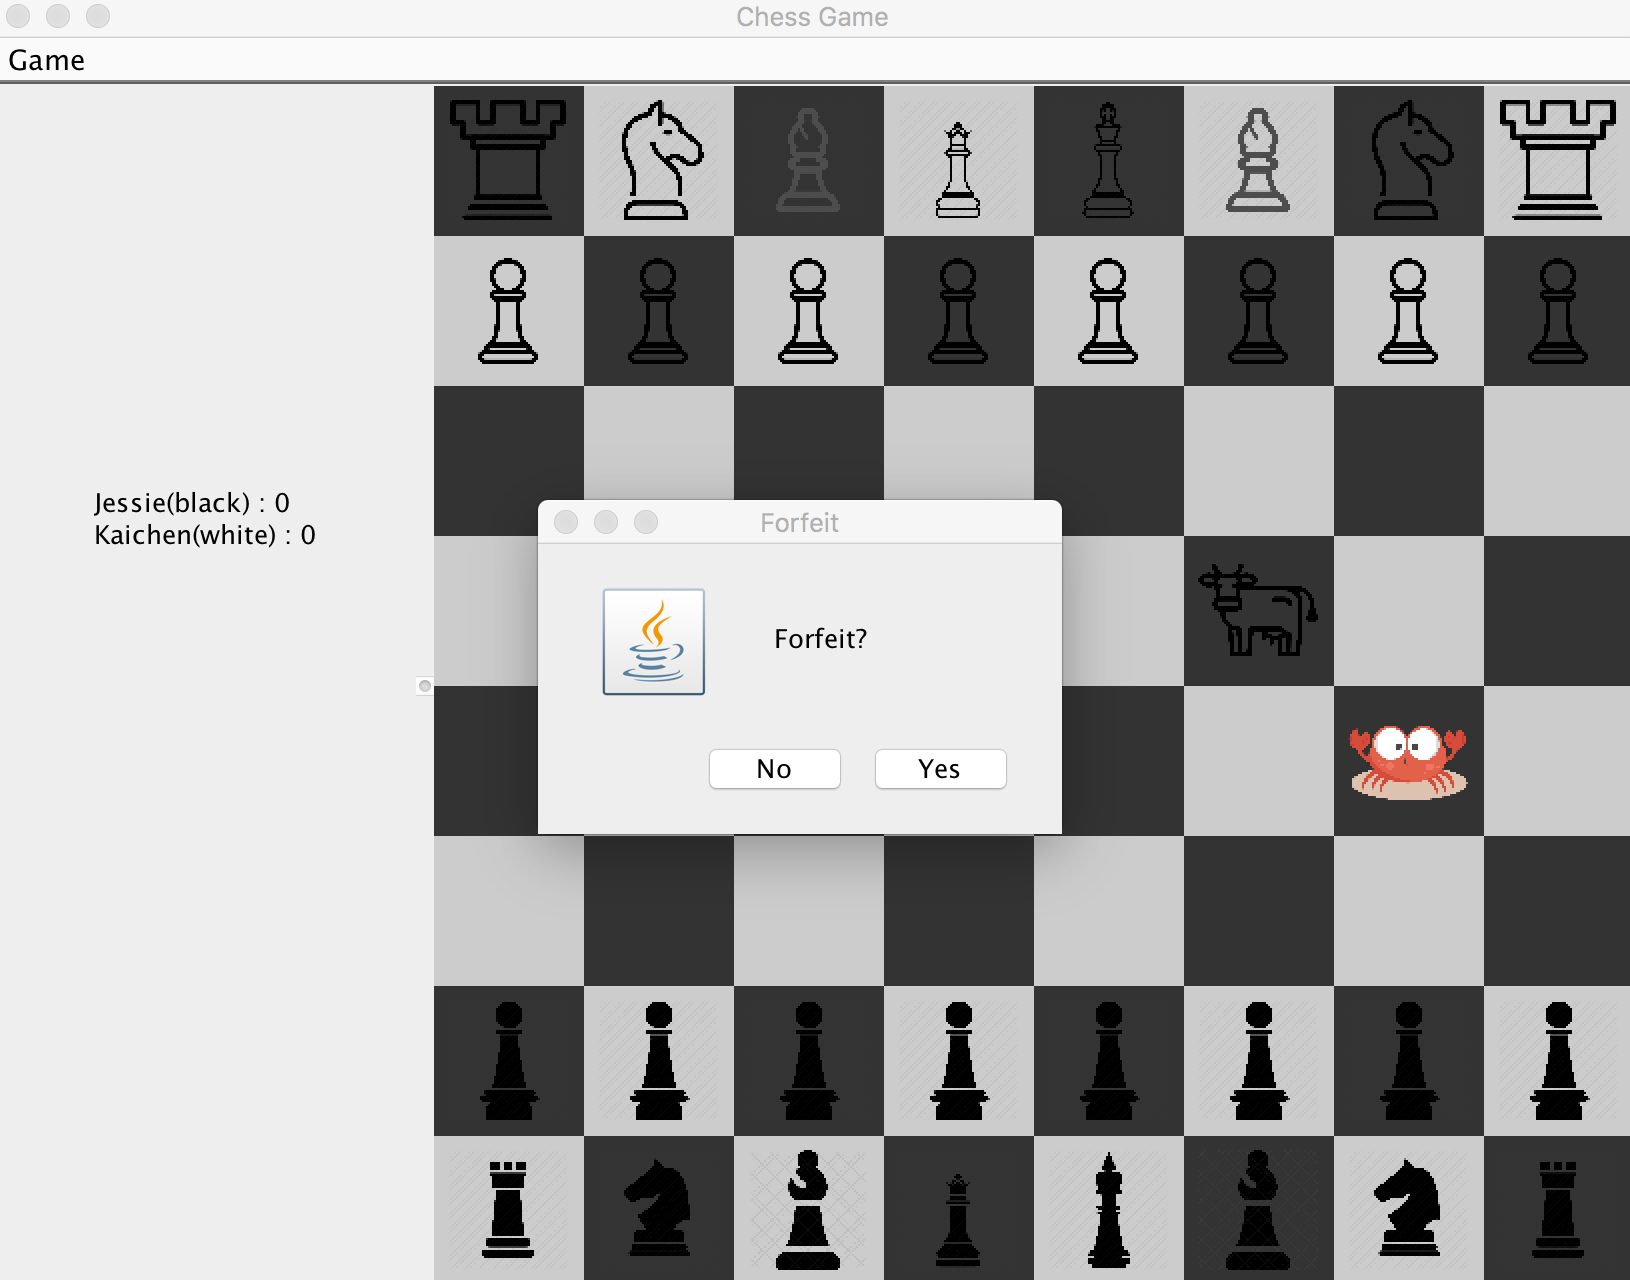 Chess Game
Game
Jessie(black) : 0
Kaichen(white) : 0
Forfeit
Forfeit?
No
Yes